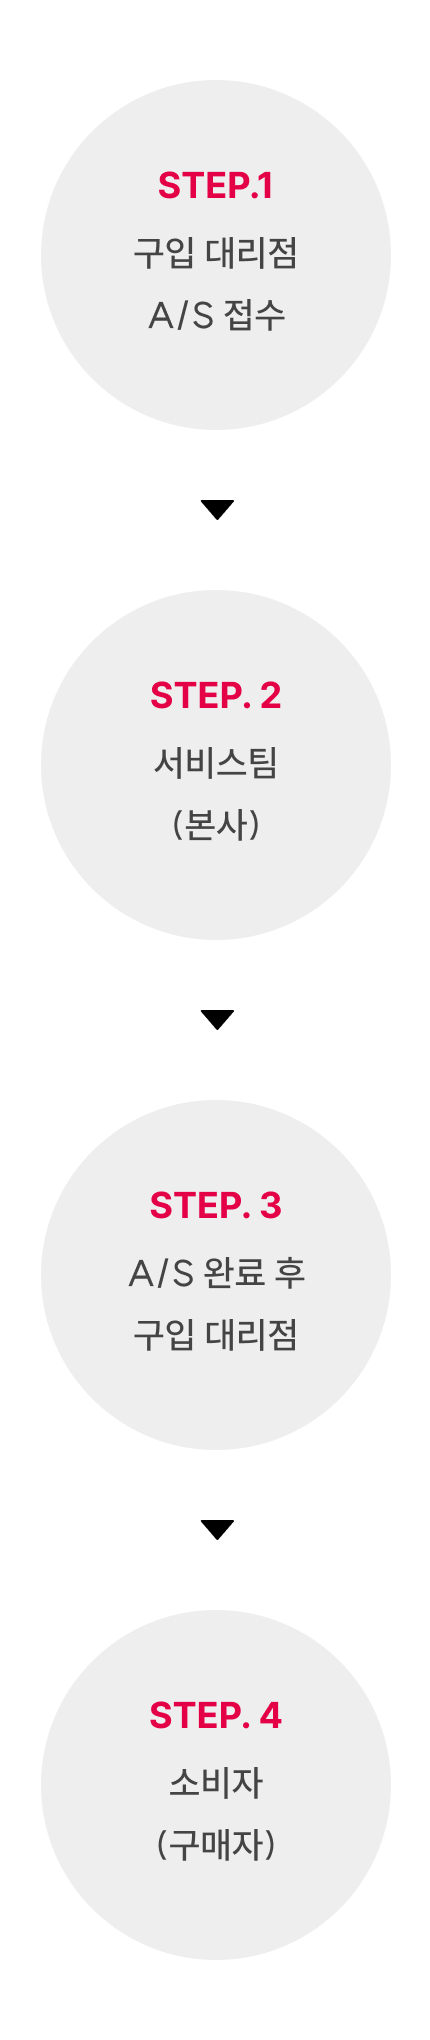 STEP.1
구입 대리점
A/S 접수
STEP. 2
서비스팀
(본사)
STEP. 3
A/S 완료 후
구입 대리점
STEP. 4
소비자
(구매자)